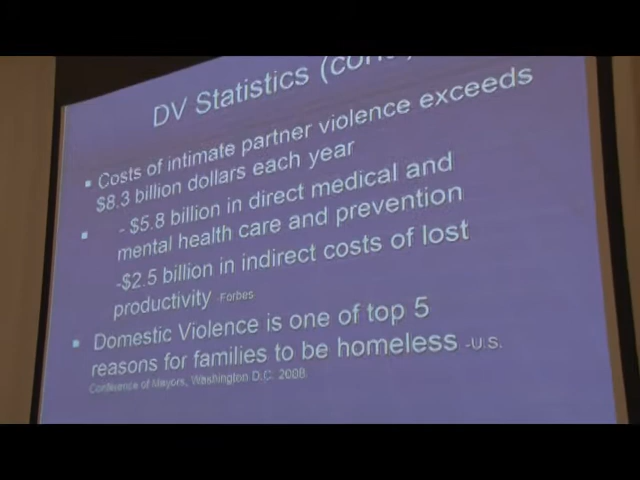 DV Statistics (cont.)
▪ Costs of intimate partner violence exceeds
$8.3 billion dollars each year
▪ - $5.8 billion in direct medical and
mental health care and prevention
-$2.5 billion in indirect costs of lost
productivity -Forbes
▪ Domestic Violence is one of top 5
reasons for families to be homeless -U.S.
Conference of Mayors, Washington D.C. 2008